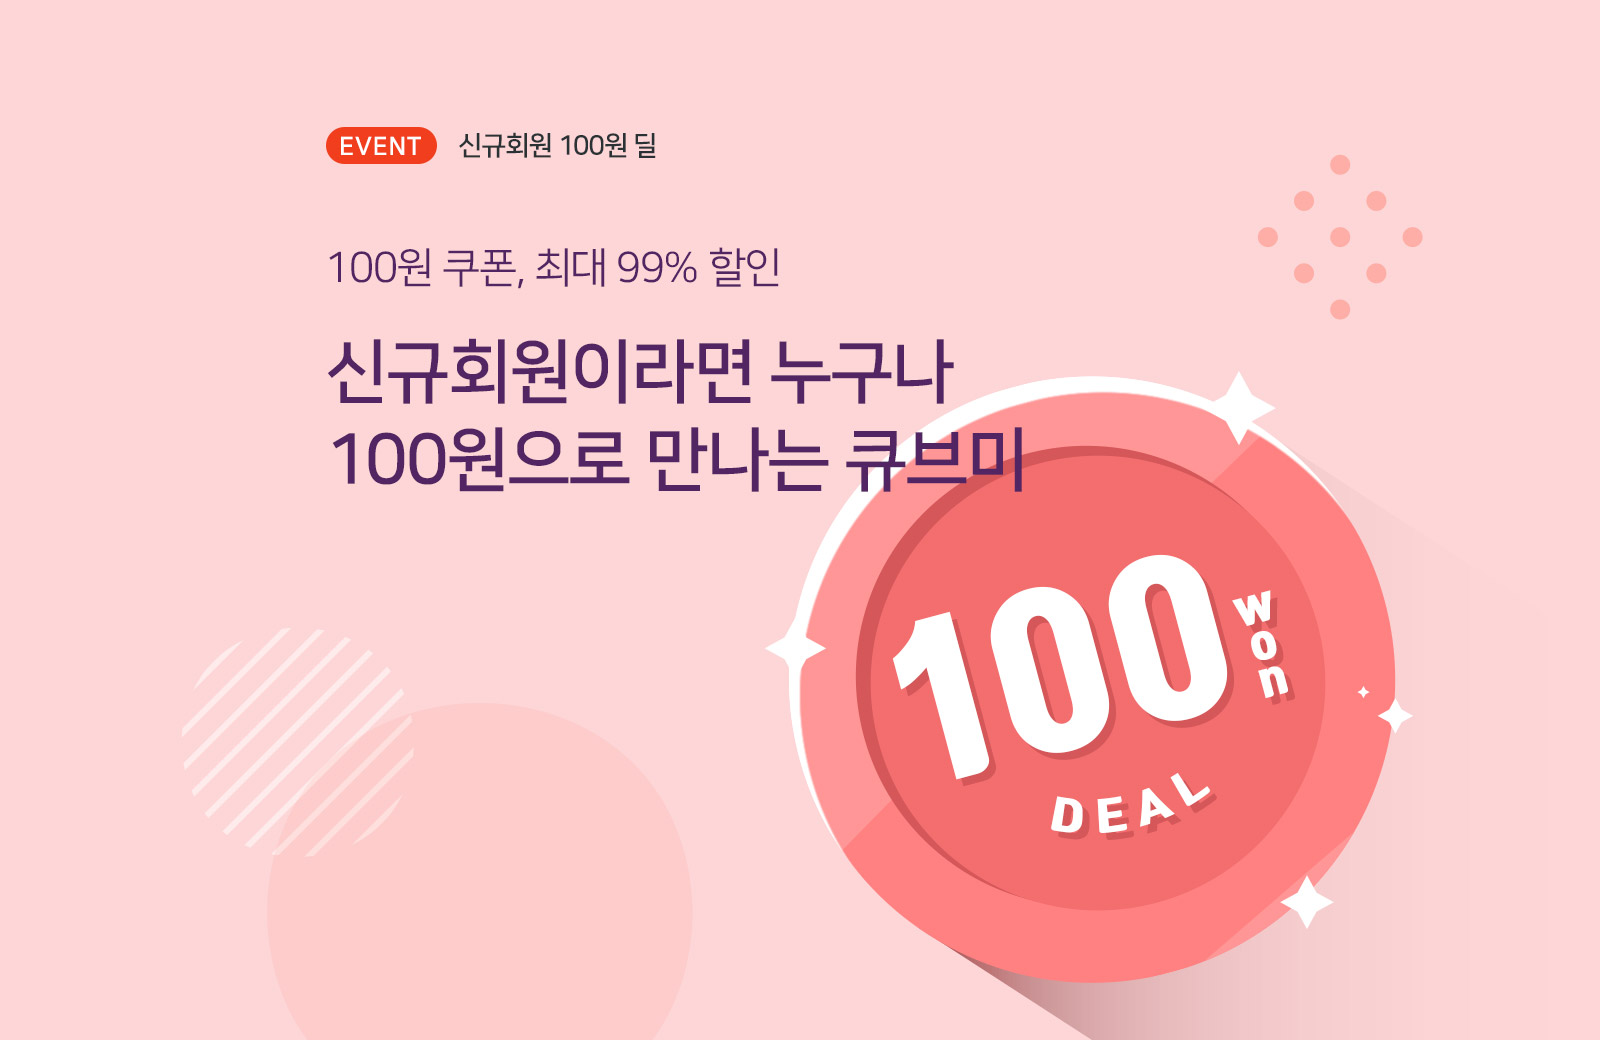 EVENT 신규회원 100원 딜
100원 쿠폰, 최대 99% 할인
신규회원이라면 누구나
100원으로 만나는 큐브미
100 won
DEAL